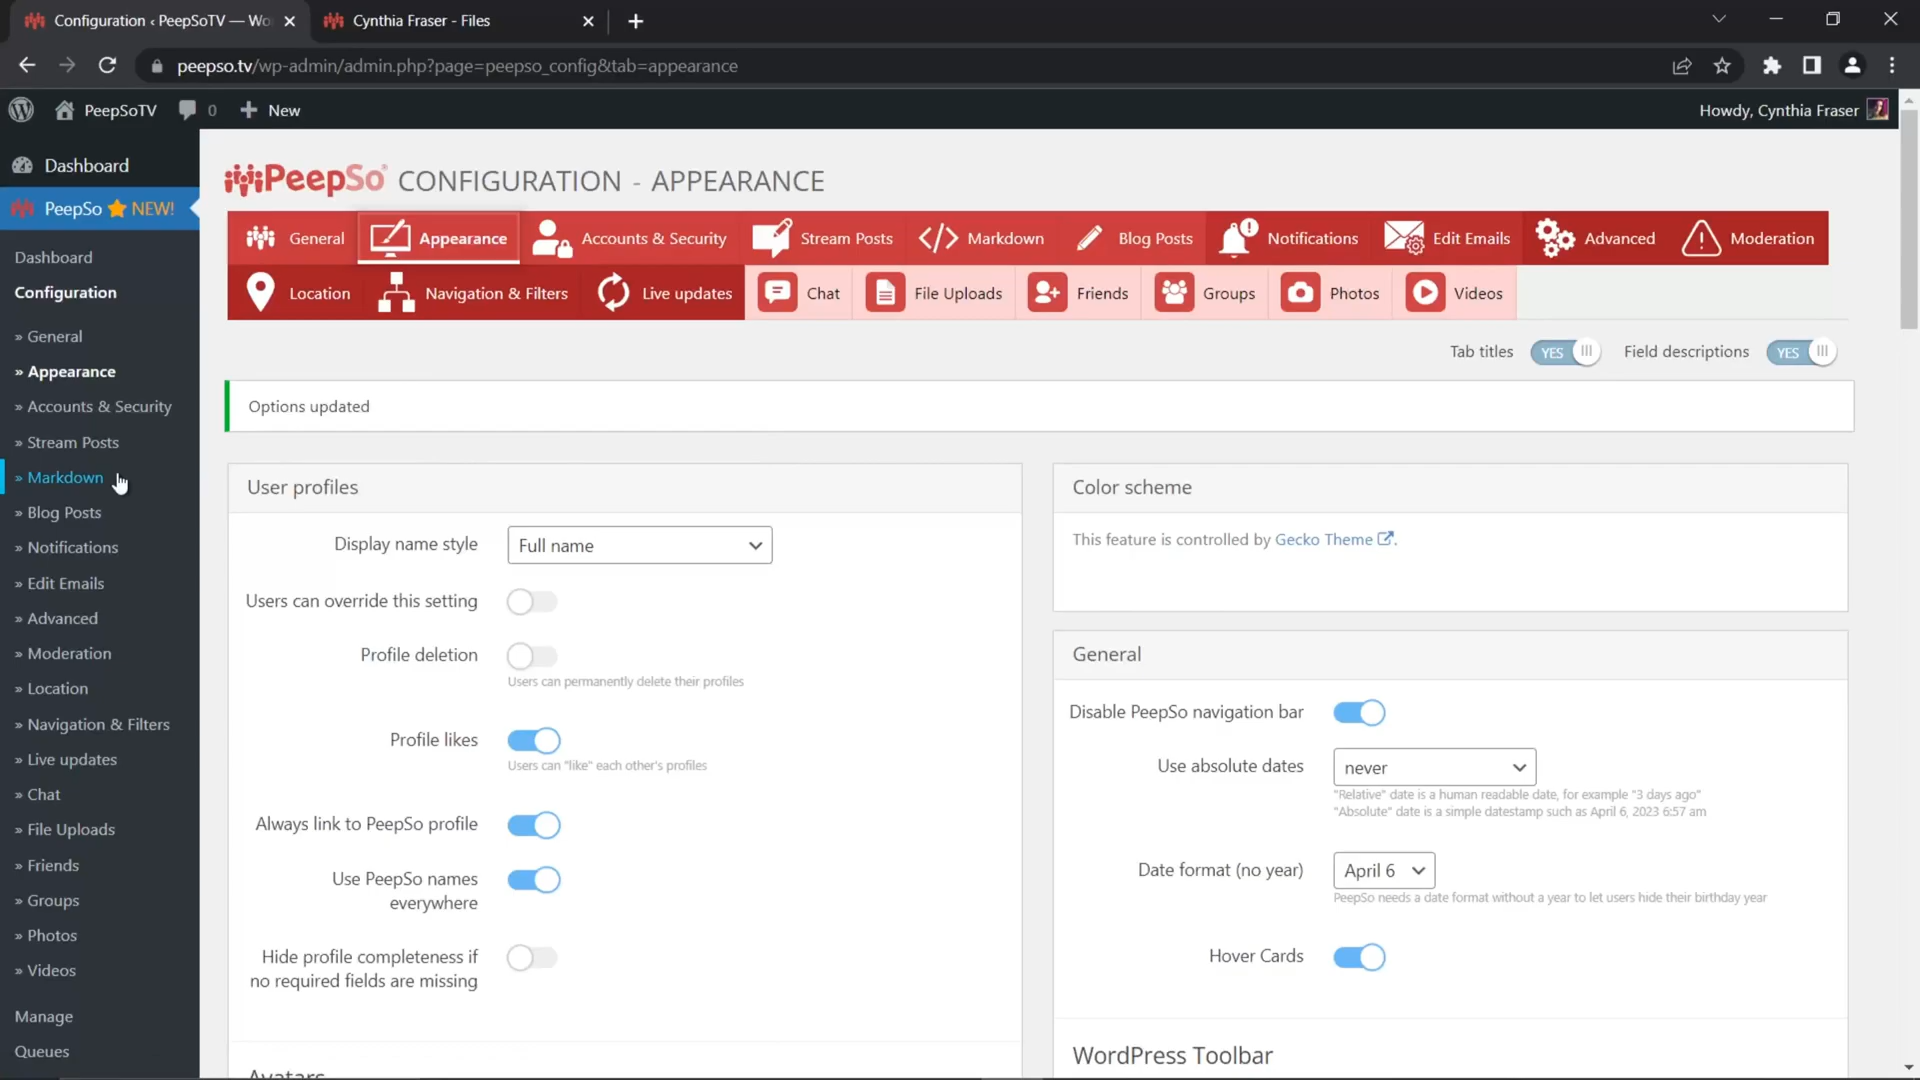 Configuration ‹ PeepSoTV — Wo
Cynthia Fraser - Files
peepso.tv/wp-admin/admin.php?page=peepso_config&tab=appearance
PeepSoTV 0 New
Howdy, Cynthia Fraser
Dashboard
PeepSo NEW!
Dashboard
Configuration
» General
» Appearance
» Accounts & Security
» Stream Posts
» Markdown
» Blog Posts
» Notifications
» Edit Emails
» Advanced
» Moderation
» Location
» Navigation & Filters
» Live updates
» Chat
» File Uploads
» Friends
» Groups
» Photos
» Videos
Manage
Queues
PeepSo® CONFIGURATION - APPEARANCE
General Appearance Accounts & Security Stream Posts Markdown Blog Posts Notifications Edit Emails Advanced Moderation
Location Navigation & Filters Live updates Chat File Uploads Friends Groups Photos Videos
Tab titles YES Field descriptions YES
Options updated
User profiles
Display name style Full name
Users can override this setting
Profile deletion
Users can permanently delete their profiles
Profile likes
Users can "like" each other's profiles
Always link to PeepSo profile
Use PeepSo names
everywhere
Hide profile completeness if
no required fields are missing
Avatars
Color scheme
This feature is controlled by Gecko Theme.
General
Disable PeepSo navigation bar
Use absolute dates never
"Relative" date is a human readable date, for example "3 days ago"
"Absolute" date is a simple datestamp such as April 6, 2023 6:57 am
Date format (no year) April 6
PeepSo needs a date format without a year to let users hide their birthday year
Hover Cards
WordPress Toolbar